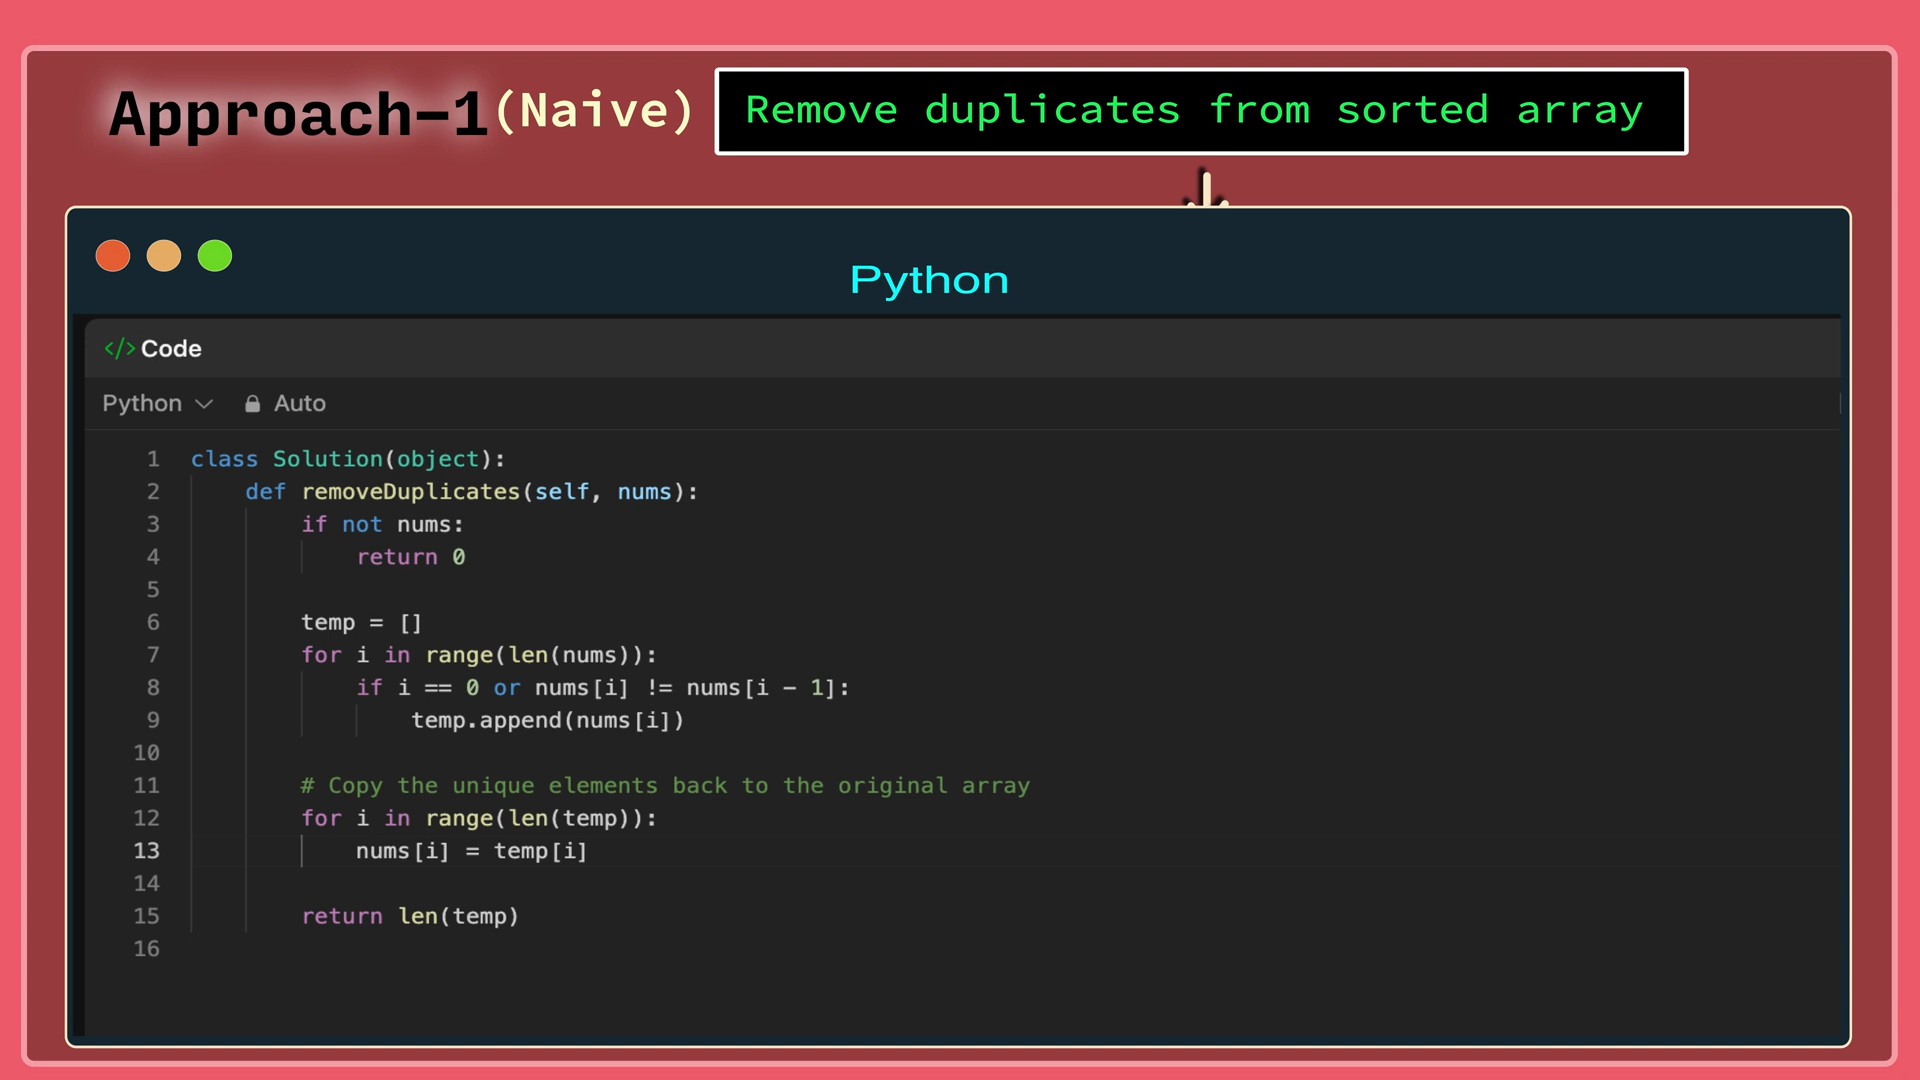 Approach-1(Naive) Remove duplicates from sorted array
Python
</> Code
Python Auto
1 class Solution(object):
2     def removeDuplicates(self, nums):
3         if not nums:
4             return 0
5
6         temp = []
7         for i in range(len(nums)):
8             if i == 0 or nums[i] != nums[i - 1]:
9                 temp.append(nums[i])
10
11         # Copy the unique elements back to the original array
12         for i in range(len(temp)):
13             nums[i] = temp[i]
14
15         return len(temp)
16